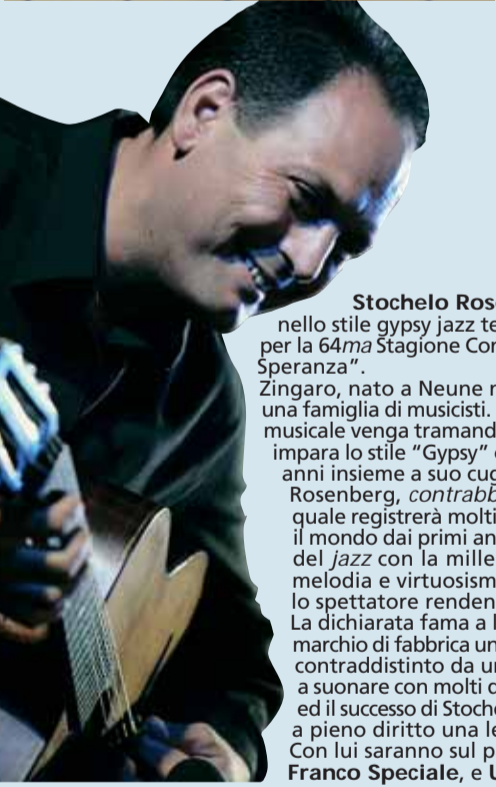 Stochelo Rose
nello stile gypsy jazz te
per la 64ma Stagione Con
Speranza”.
Zingaro, nato a Neune n
una famiglia di musicisti.
musicale venga tramand
impara lo stile “Gypsy”
anni insieme a suo cug
Rosenberg, contrabb
quale registrerà molti
il mondo dai primi an
del jazz con la mille
melodia e virtuosism
lo spettatore renden
La dichiarata fama a l
marchio di fabbrica un
contraddistinto da un
a suonare con molti d
ed il successo di Stoche
a pieno diritto una le
Con lui saranno sul p
Franco Speciale, e